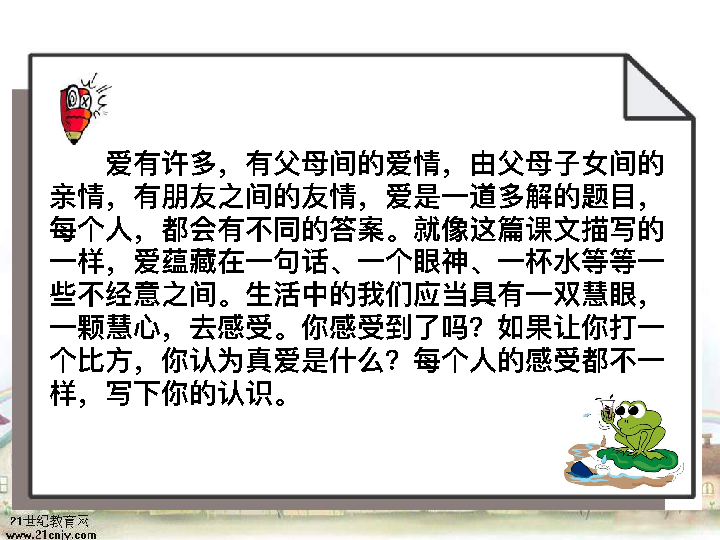 爱有许多，有父母间的爱情，由父母子女间的
亲情，有朋友之间的友情，爱是一道多解的题目，
每个人，都会有不同的答案。就像这篇课文描写的
一样，爱蕴藏在一句话、一个眼神、一杯水等等一
些不经意之间。生活中的我们应当具有一双慧眼，
一颗慧心，去感受。你感受到了吗？如果让你打一
个比方，你认为真爱是什么？每个人的感受都不一
样，写下你的认识。
21世纪教育网
www.21cnjy.com